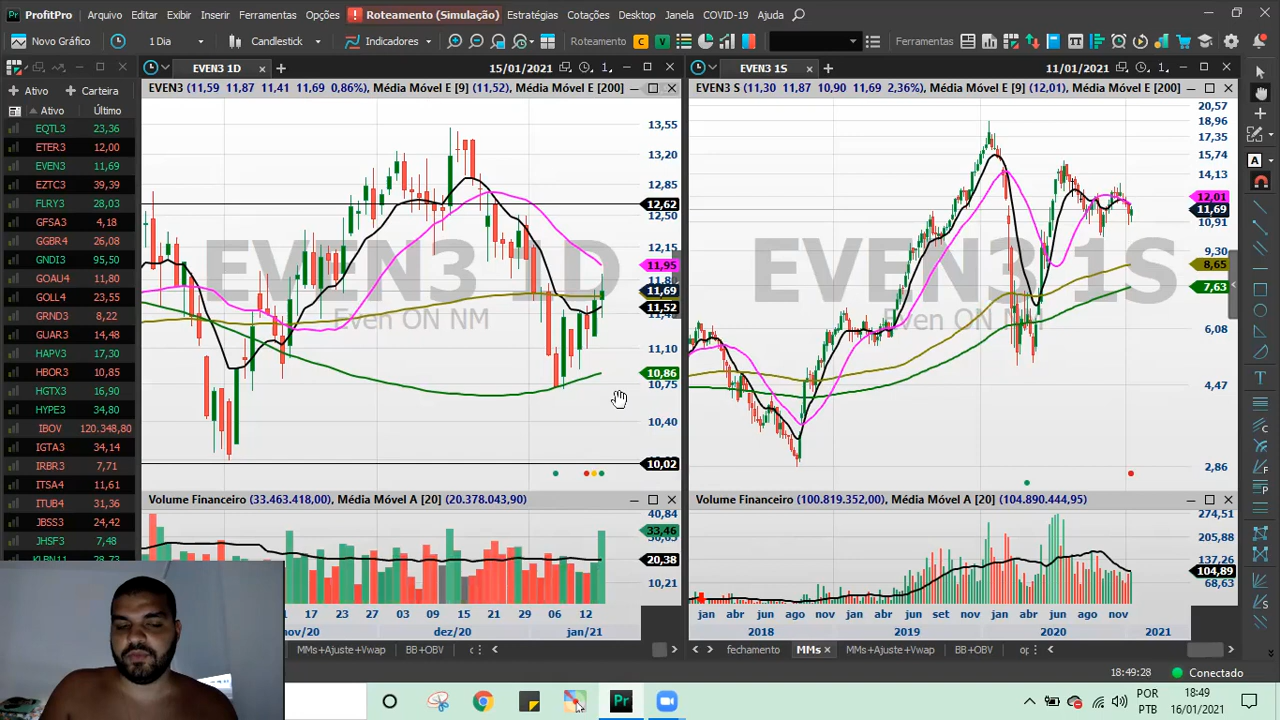 ProfitPro Arquivo Editar Exibir Inserir Ferramentas Opções ! Roteamento (Simulação) Estratégias Cotações Desktop Janela COVID-19 Ajuda
Novo Gráfico 1 Dia Candlestick Indicadores Roteamento C V Ferramentas
EVEN3 1D 15/01/2021 1
EVEN3 1S 11/01/2021 1
Ativo Carteira
Ativo Último
EQTL3 23,36
ETER3 12,00
EVEN3 11,69
EZTC3 39,39
FLRY3 28,03
GFSA3 4,18
GGBR4 26,08
GNDI3 95,50
GOAU4 11,80
GOLL4 23,55
GRND3 8,22
GUAR3 14,48
HAPV3 17,30
HBOR3 10,85
HGTX3 16,90
HYPE3 34,80
IBOV 120.348,80
IGTA3 34,14
IRBR3 7,71
ITSA4 11,61
ITUB4 31,36
JBSS3 24,42
JHSF3 7,48
KLBN11 28,73
EVEN3 (11,59 11,87 11,41 11,69 0,86%), Média Móvel E [9] (11,52), Média Móvel E [200]
13,55
13,20
12,85
12,62
12,50
12,15
11,95
11,80
11,69
11,52
11,10
10,86
10,75
10,40
10,02
EVEN3 1D
Even ON NM
Volume Financeiro (33.463.418,00), Média Móvel A [20] (20.378.043,90)
40,84
33,46
20,38
10,21
17 23 27 03 09 15 21 29 06 12
nov/20 dez/20 jan/21
MMs+Ajuste+Vwap BB+OBV
EVEN3 S (11,30 11,87 10,90 11,69 2,36%), Média Móvel E [9] (12,01), Média Móvel E [200]
20,57
18,96
17,35
15,74
14,13
12,01
11,69
10,91
9,30
8,65
7,63
6,08
4,47
2,86
EVEN3 1S
Even ON NM
Volume Financeiro (100.819.352,00), Média Móvel A [20] (104.890.444,95)
274,51
205,88
137,26
104,89
68,63
jan abr jun ago nov jan abr jun set nov jan abr jun ago nov
2018 2019 2020 2021
fechamento MMs MMs+Ajuste+Vwap BB+OBV
18:49:28 Conectado
POR
PTB
18:49
16/01/2021